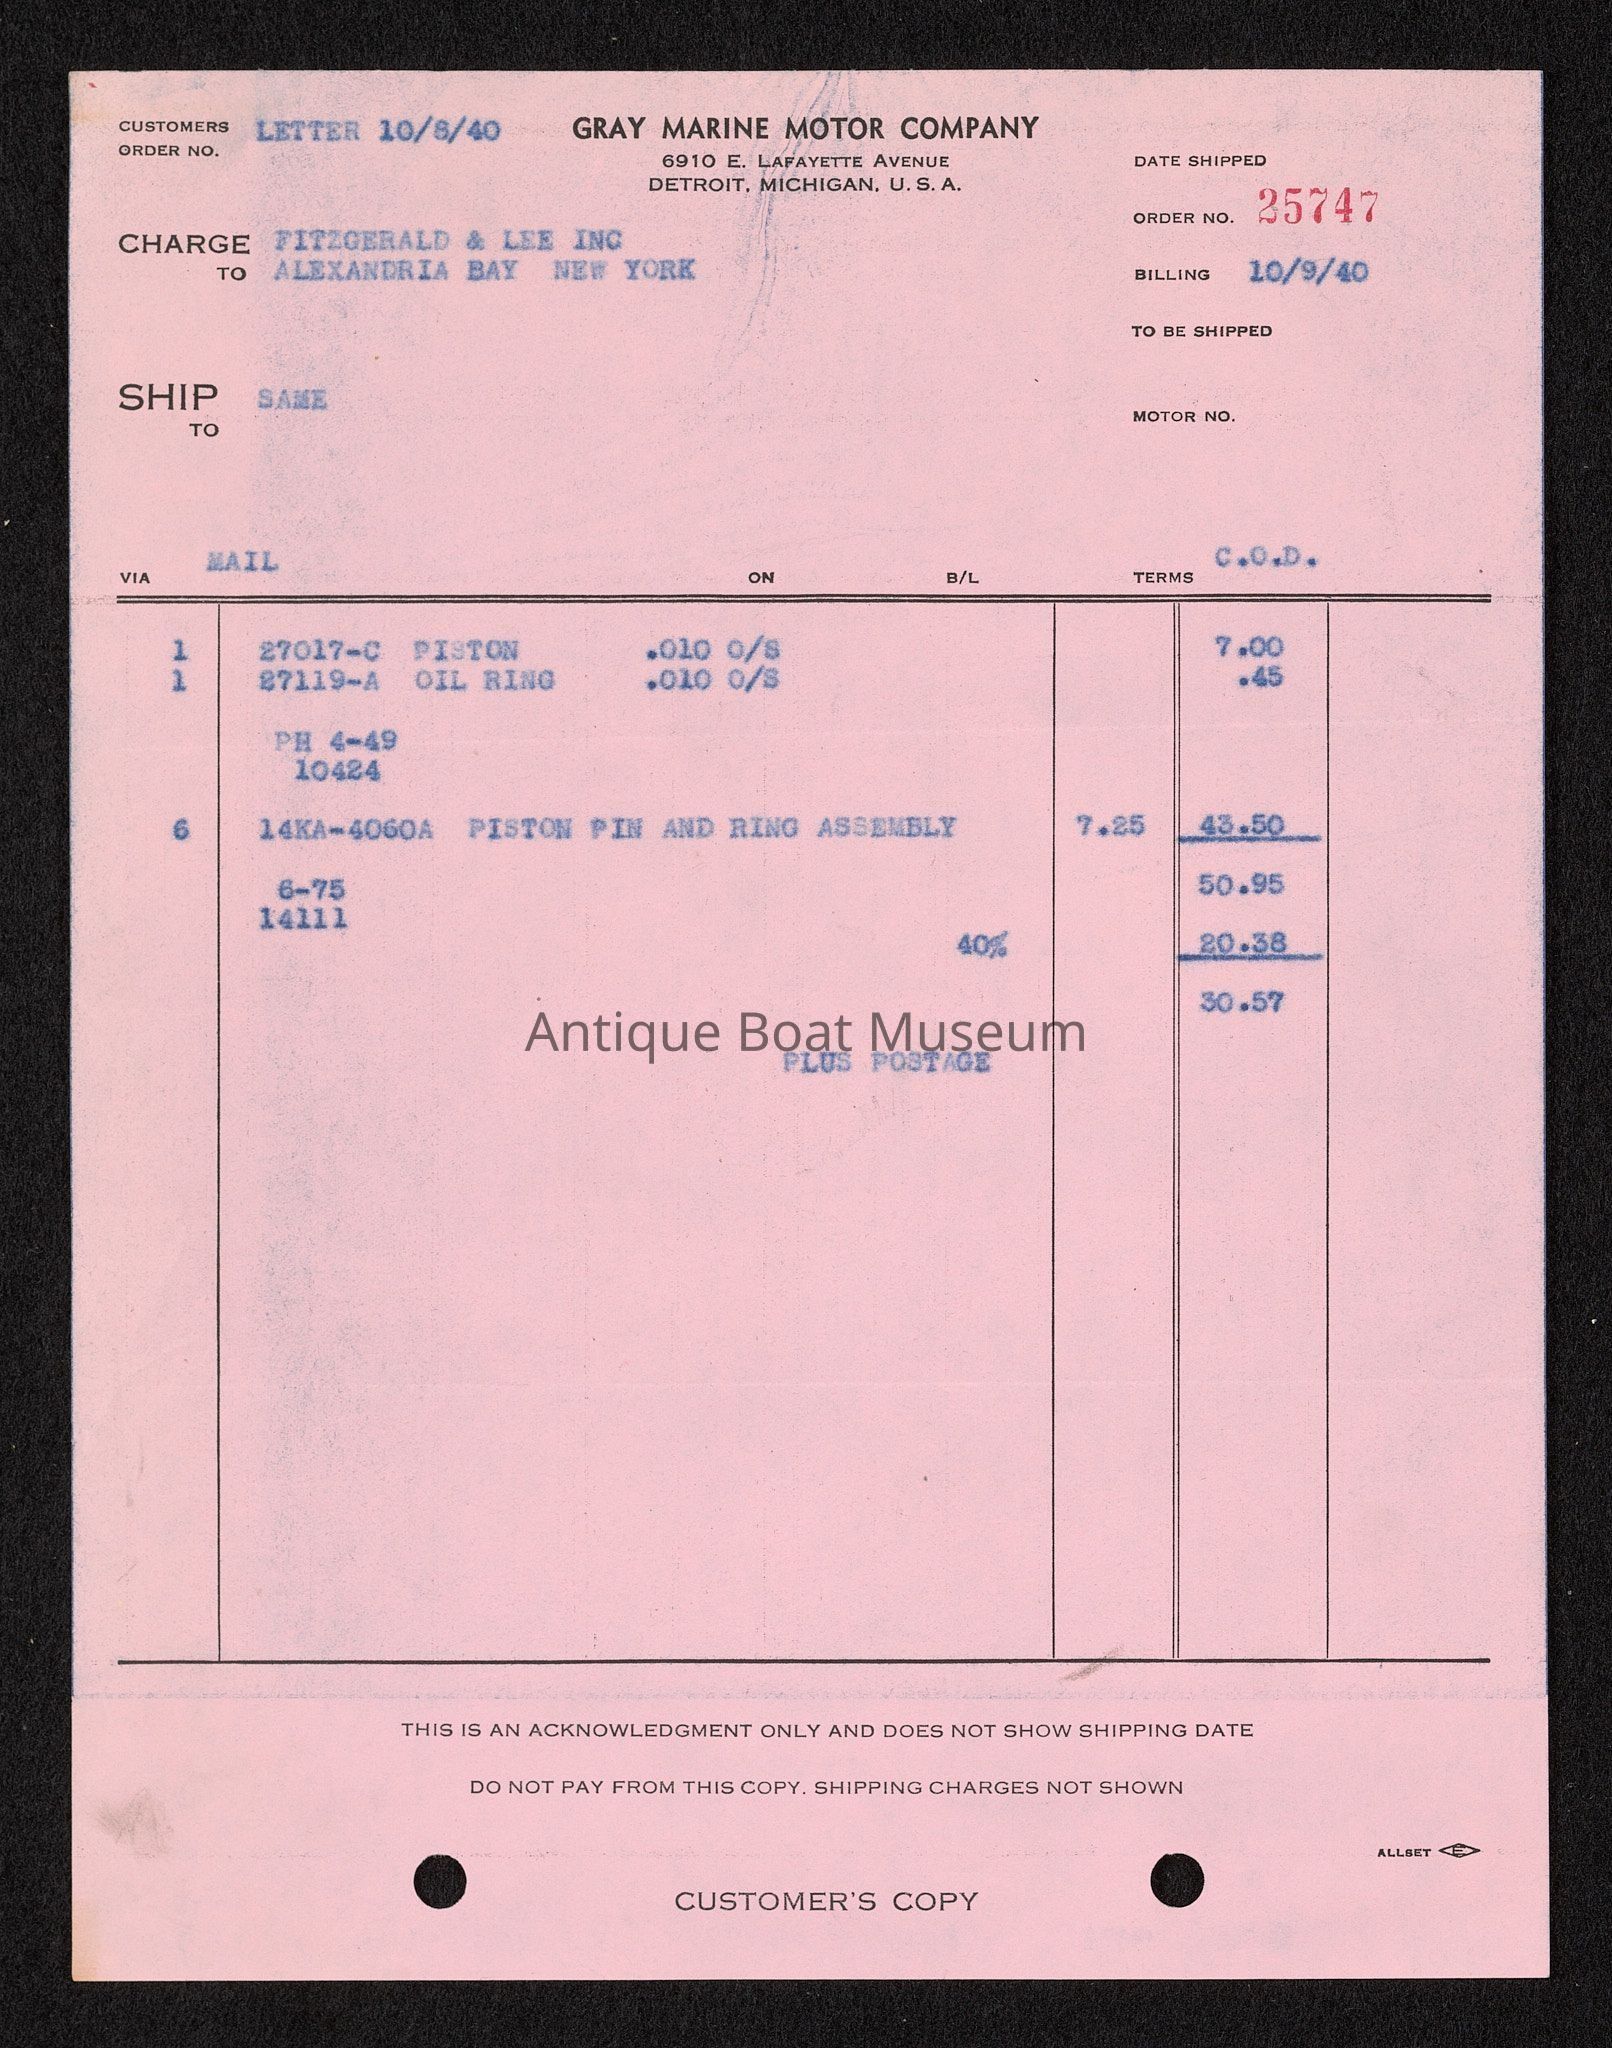 CUSTOMERS ORDER NO. LETTER 10/8/40
GRAY MARINE MOTOR COMPANY
6910 E. LAFAYETTE AVENUE
DETROIT, MICHIGAN, U.S.A.
DATE SHIPPED
ORDER NO. 25747
CHARGE TO FITZGERALD & LEE INC
ALEXANDRIA BAY NEW YORK
BILLING 10/9/40
TO BE SHIPPED
SHIP TO SAME
MOTOR NO.
VIA MAIL ON B/L TERMS C.O.D.
1 27017-C PISTON .010 O/S 7.00
1 27119-A OIL RING .010 O/S .45
PH 4-49
10424
6 14KA-4060A PISTON PIN AND RING ASSEMBLY 7.25 43.50
6-75 50.95
14111
40% 20.38
30.57
Antique Boat Museum
PLUS POSTAGE
THIS IS AN ACKNOWLEDGMENT ONLY AND DOES NOT SHOW SHIPPING DATE
DO NOT PAY FROM THIS COPY. SHIPPING CHARGES NOT SHOWN
ALLSET E
CUSTOMER'S COPY